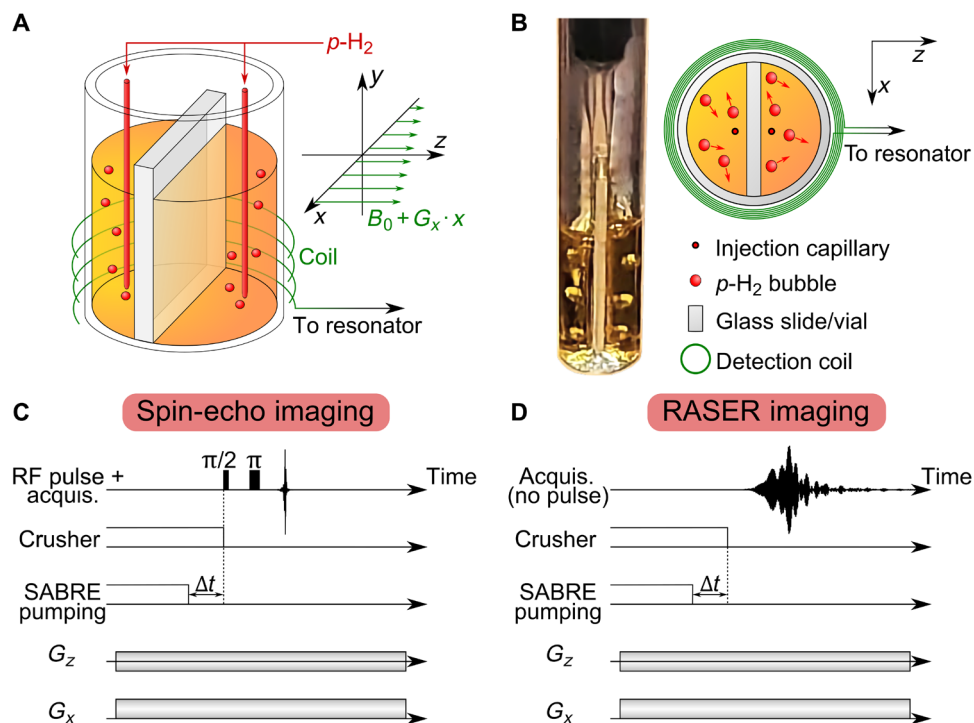 A
p-H₂
y
z
x
B₀ + Gₓ · x
Coil
To resonator
B
z
x
To resonator
Injection capillary
p-H₂ bubble
Glass slide/vial
Detection coil
C
Spin-echo imaging
π/2 π
RF pulse +
acquis.
Time
Crusher
SABRE
pumping
Δt
G_z
Gₓ
D
RASER imaging
Acquis.
(no pulse)
Time
Crusher
SABRE
pumping
Δt
G_z
Gₓ